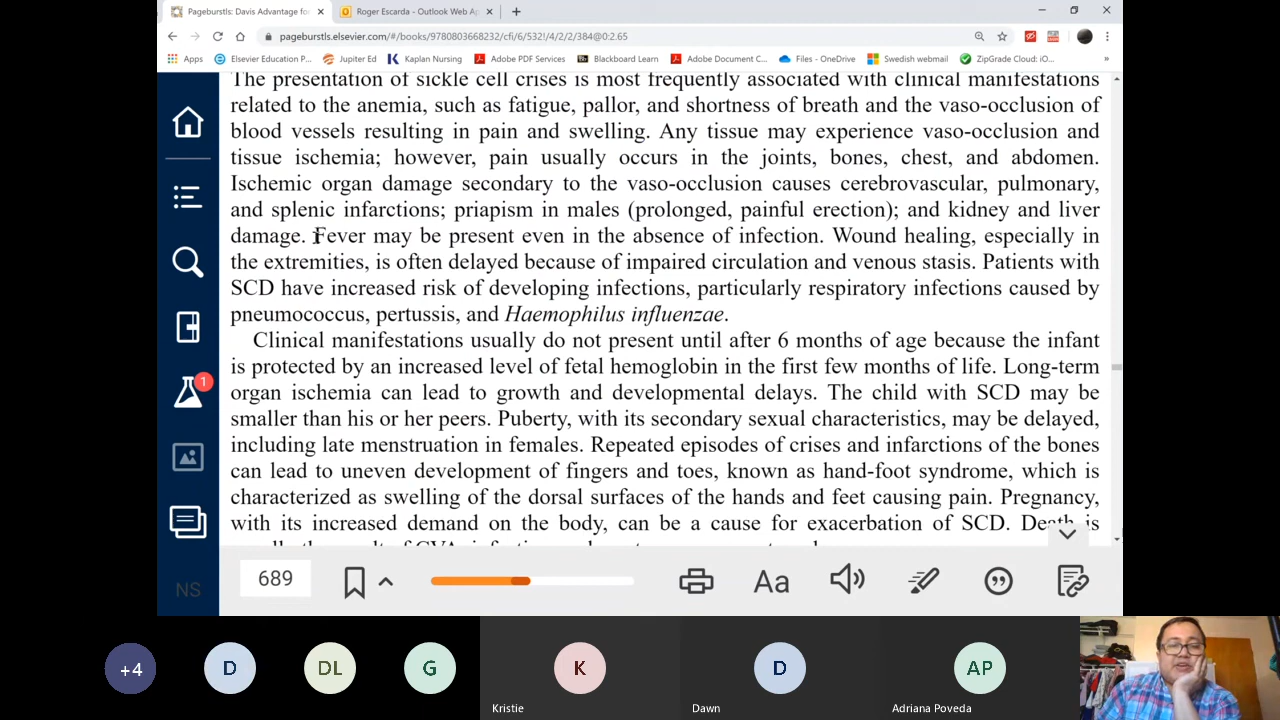 Pageburstls: Davis Advantage for
Roger Escarda - Outlook Web Ap
pageburstls.elsevier.com/#/books/9780803668232/cfi/6/532!/4/2/2/384@0:2.65
Apps
Elsevier Education P...
Jupiter Ed
Kaplan Nursing
Adobe PDF Services
Blackboard Learn
Adobe Document C...
Files - OneDrive
Swedish webmail
ZipGrade Cloud: iO...
»
The presentation of sickle cell crises is most frequently associated with clinical manifestations
related to the anemia, such as fatigue, pallor, and shortness of breath and the vaso-occlusion of
blood vessels resulting in pain and swelling. Any tissue may experience vaso-occlusion and
tissue ischemia; however, pain usually occurs in the joints, bones, chest, and abdomen.
Ischemic organ damage secondary to the vaso-occlusion causes cerebrovascular, pulmonary,
and splenic infarctions; priapism in males (prolonged, painful erection); and kidney and liver
damage. Fever may be present even in the absence of infection. Wound healing, especially in
the extremities, is often delayed because of impaired circulation and venous stasis. Patients with
SCD have increased risk of developing infections, particularly respiratory infections caused by
pneumococcus, pertussis, and Haemophilus influenzae.
Clinical manifestations usually do not present until after 6 months of age because the infant
is protected by an increased level of fetal hemoglobin in the first few months of life. Long-term
organ ischemia can lead to growth and developmental delays. The child with SCD may be
smaller than his or her peers. Puberty, with its secondary sexual characteristics, may be delayed,
including late menstruation in females. Repeated episodes of crises and infarctions of the bones
can lead to uneven development of fingers and toes, known as hand-foot syndrome, which is
characterized as swelling of the dorsal surfaces of the hands and feet causing pain. Pregnancy,
with its increased demand on the body, can be a cause for exacerbation of SCD. Death is
1
NS
689
Aa
+4
D
DL
G
K
D
AP
Kristie
Dawn
Adriana Poveda